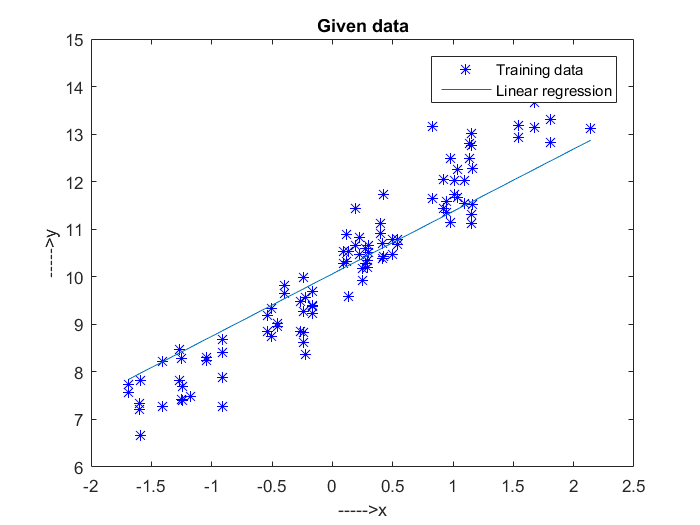 Given data
15
14
13
12
11
10
9
8
7
6
----->y
Training data
Linear regression
-2 -1.5 -1 -0.5 0 0.5 1 1.5 2 2.5
----->x